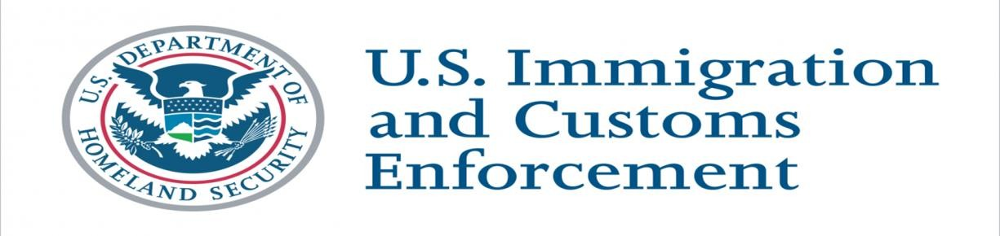 U.S. DEPARTMENT OF
HOMELAND SECURITY
U.S. Immigration
and Customs
Enforcement